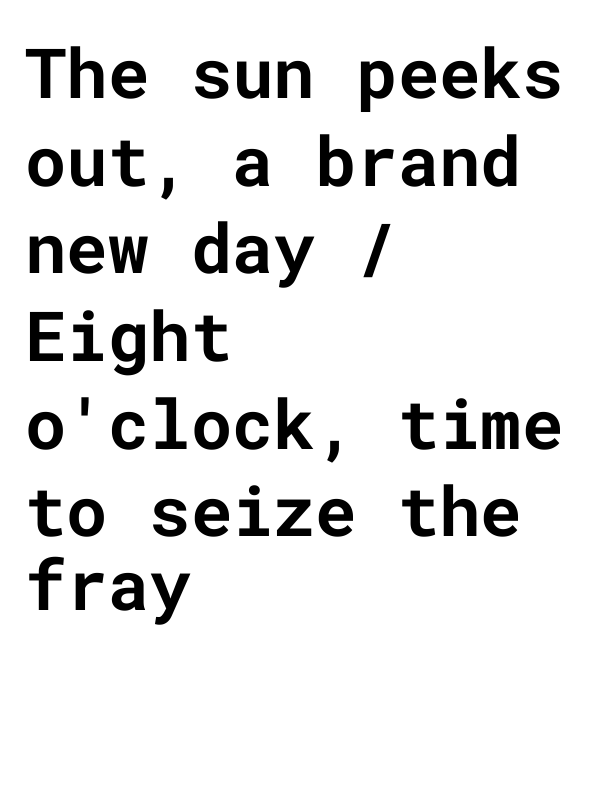 The sun peeks
out, a brand
new day /
Eight
o'clock, time
to seize the
fray